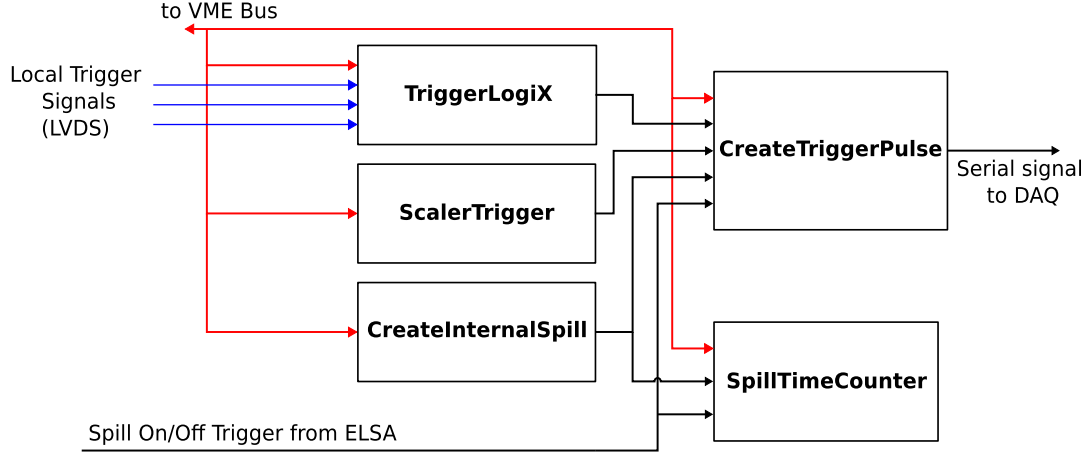 to VME Bus
Local Trigger
Signals
(LVDS)
TriggerLogiX
CreateTriggerPulse
Serial signal
to DAQ
ScalerTrigger
CreateInternalSpill
SpillTimeCounter
Spill On/Off Trigger from ELSA